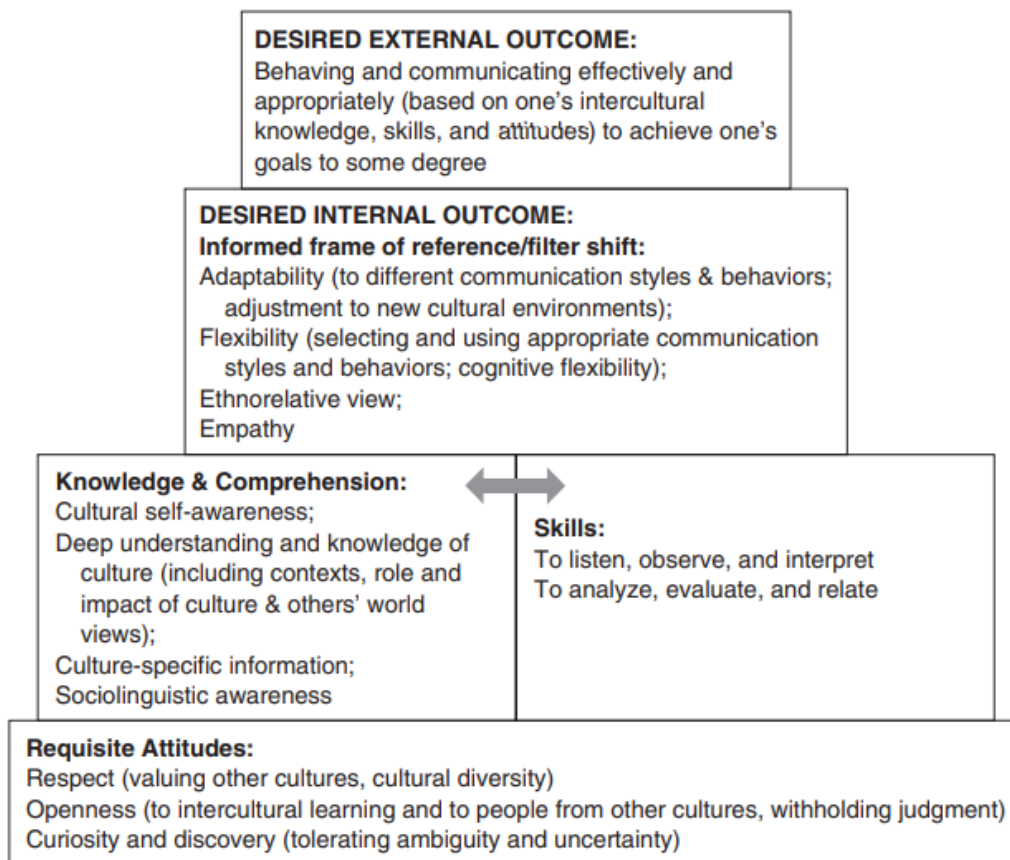 DESIRED EXTERNAL OUTCOME:
Behaving and communicating effectively and
appropriately (based on one's intercultural
knowledge, skills, and attitudes) to achieve one's
goals to some degree
DESIRED INTERNAL OUTCOME:
Informed frame of reference/filter shift:
Adaptability (to different communication styles & behaviors;
adjustment to new cultural environments);
Flexibility (selecting and using appropriate communication
styles and behaviors; cognitive flexibility);
Ethnorelative view;
Empathy
Knowledge & Comprehension:
Cultural self-awareness;
Deep understanding and knowledge of
culture (including contexts, role and
impact of culture & others' world
views);
Culture-specific information;
Sociolinguistic awareness
Skills:
To listen, observe, and interpret
To analyze, evaluate, and relate
Requisite Attitudes:
Respect (valuing other cultures, cultural diversity)
Openness (to intercultural learning and to people from other cultures, withholding judgment)
Curiosity and discovery (tolerating ambiguity and uncertainty)